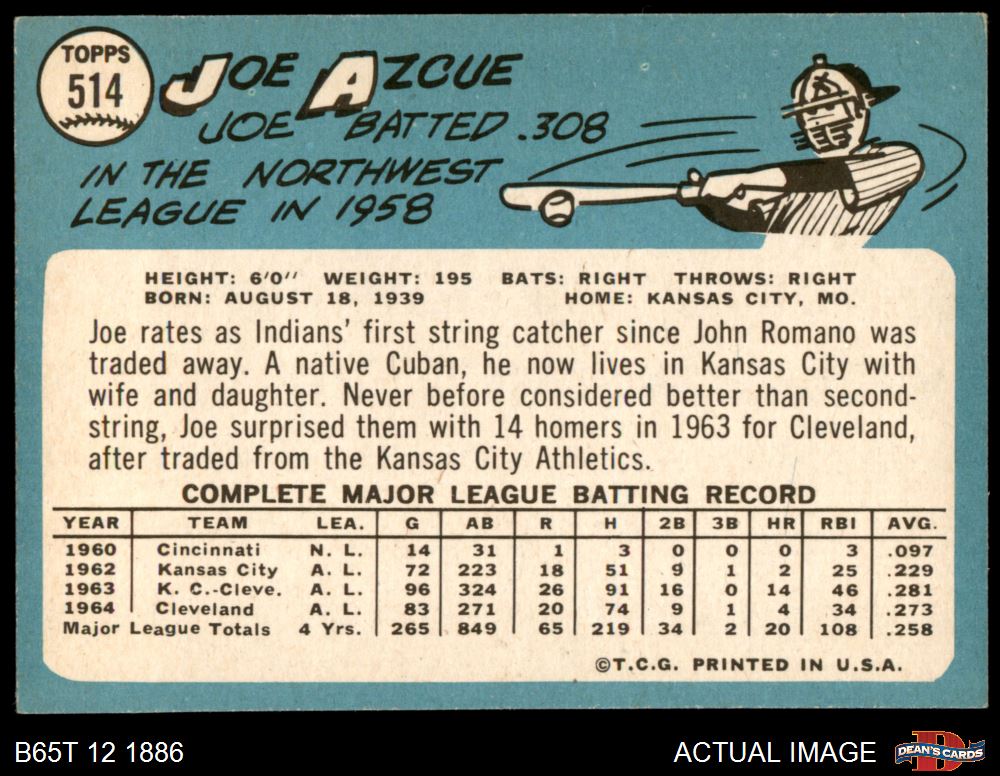 TOPPS
514
JOE AZCUE
JOE BATTED .308
IN THE NORTHWEST
LEAGUE IN 1958
HEIGHT: 6'0" WEIGHT: 195 BATS: RIGHT THROWS: RIGHT
BORN: AUGUST 18, 1939 HOME: KANSAS CITY, MO.
Joe rates as Indians' first string catcher since John Romano was
traded away. A native Cuban, he now lives in Kansas City with
wife and daughter. Never before considered better than second-
string, Joe surprised them with 14 homers in 1963 for Cleveland,
after traded from the Kansas City Athletics.
COMPLETE MAJOR LEAGUE BATTING RECORD
YEAR TEAM LEA. G AB R H 2B 3B HR RBI AVG.
1960 Cincinnati N. L. 14 31 1 3 0 0 0 3 .097
1962 Kansas City A. L. 72 223 18 51 9 1 2 25 .229
1963 K. C.-Cleve. A. L. 96 324 26 91 16 0 14 46 .281
1964 Cleveland A. L. 83 271 20 74 9 1 4 34 .273
Major League Totals 4 Yrs. 265 849 65 219 34 2 20 108 .258
©T.C.G. PRINTED IN U.S.A.
B65T 12 1886 ACTUAL IMAGE D DEAN'S CARDS